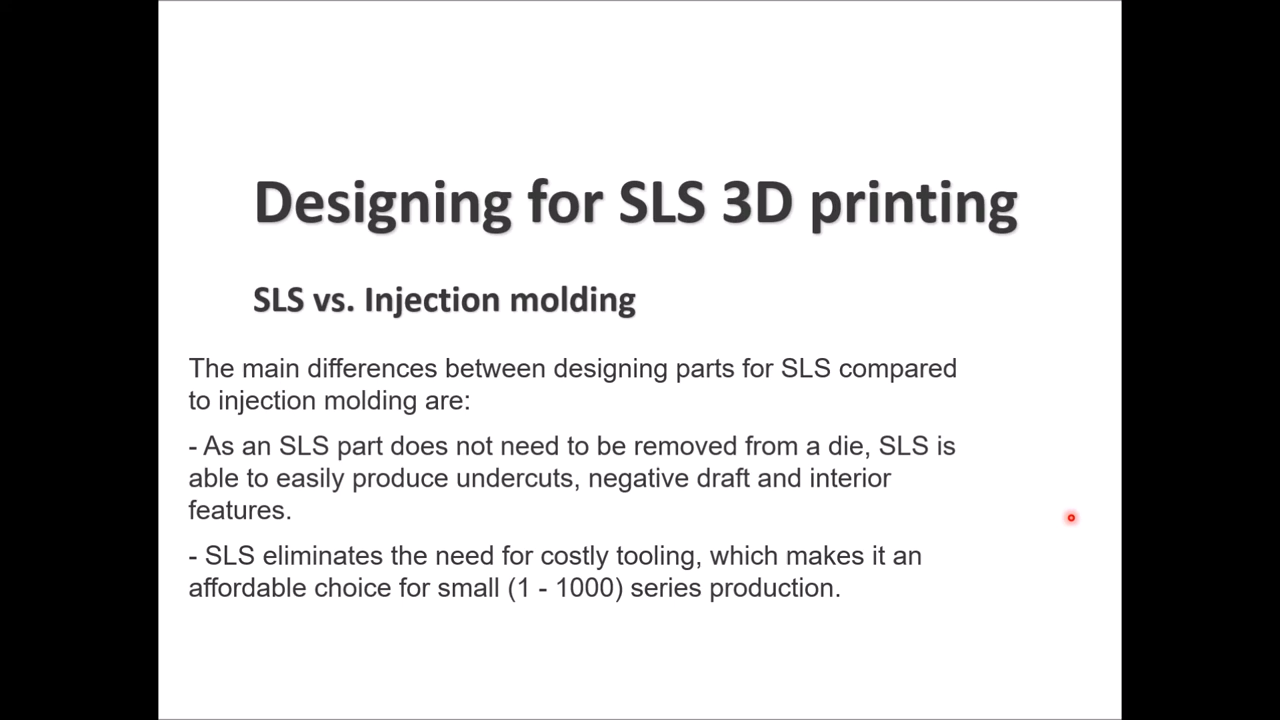 Designing for SLS 3D printing
SLS vs. Injection molding
The main differences between designing parts for SLS compared
to injection molding are:
- As an SLS part does not need to be removed from a die, SLS is
able to easily produce undercuts, negative draft and interior
features.
- SLS eliminates the need for costly tooling, which makes it an
affordable choice for small (1 - 1000) series production.